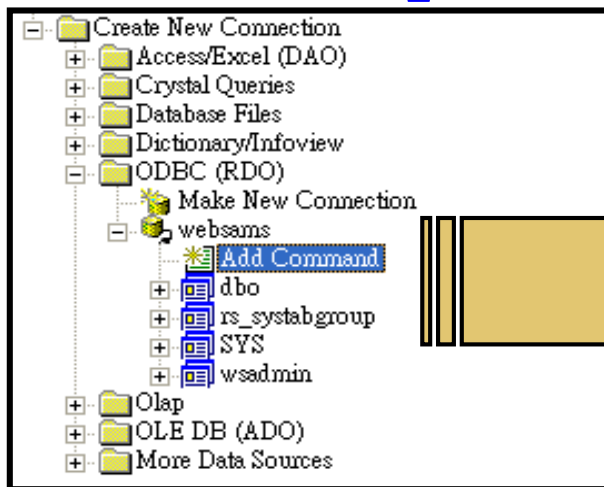 Create New Connection
Access/Excel (DAO)
Crystal Queries
Database Files
Dictionary/Infoview
ODBC (RDO)
Make New Connection
websams
Add Command
dbo
rs_systabgroup
SYS
wsadmin
Olap
OLE DB (ADO)
More Data Sources